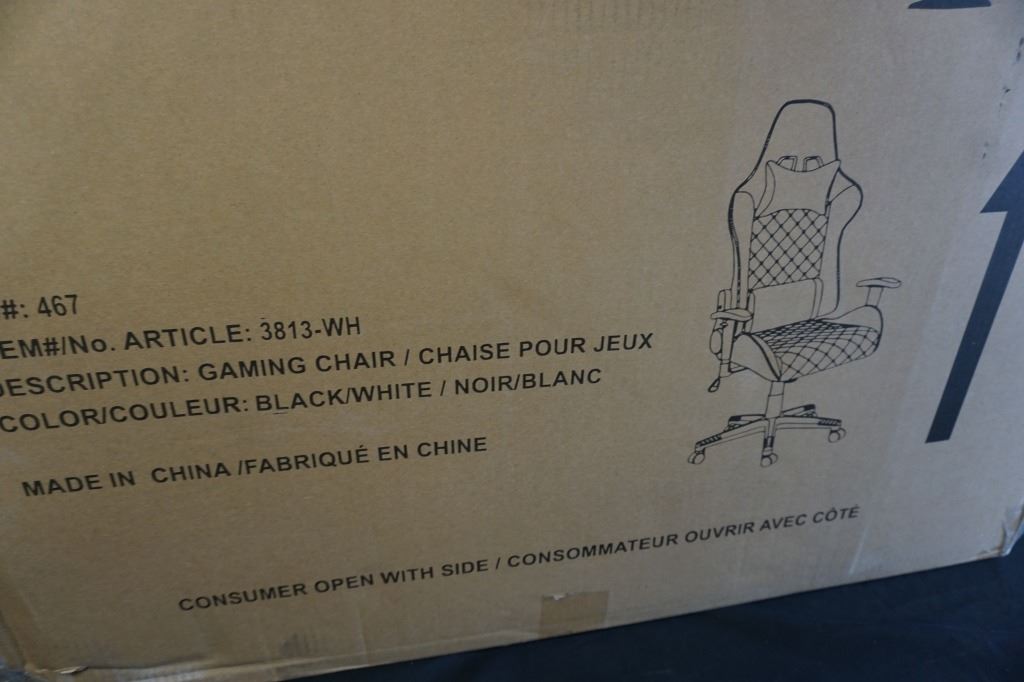 #: 467
EM#/No. ARTICLE: 3813-WH
DESCRIPTION: GAMING CHAIR / CHAISE POUR JEUX
COLOR/COULEUR: BLACK/WHITE / NOIR/BLANC
MADE IN CHINA /FABRIQUÉ EN CHINE
CONSUMER OPEN WITH SIDE / CONSOMMATEUR OUVRIR AVEC CÔTÉ